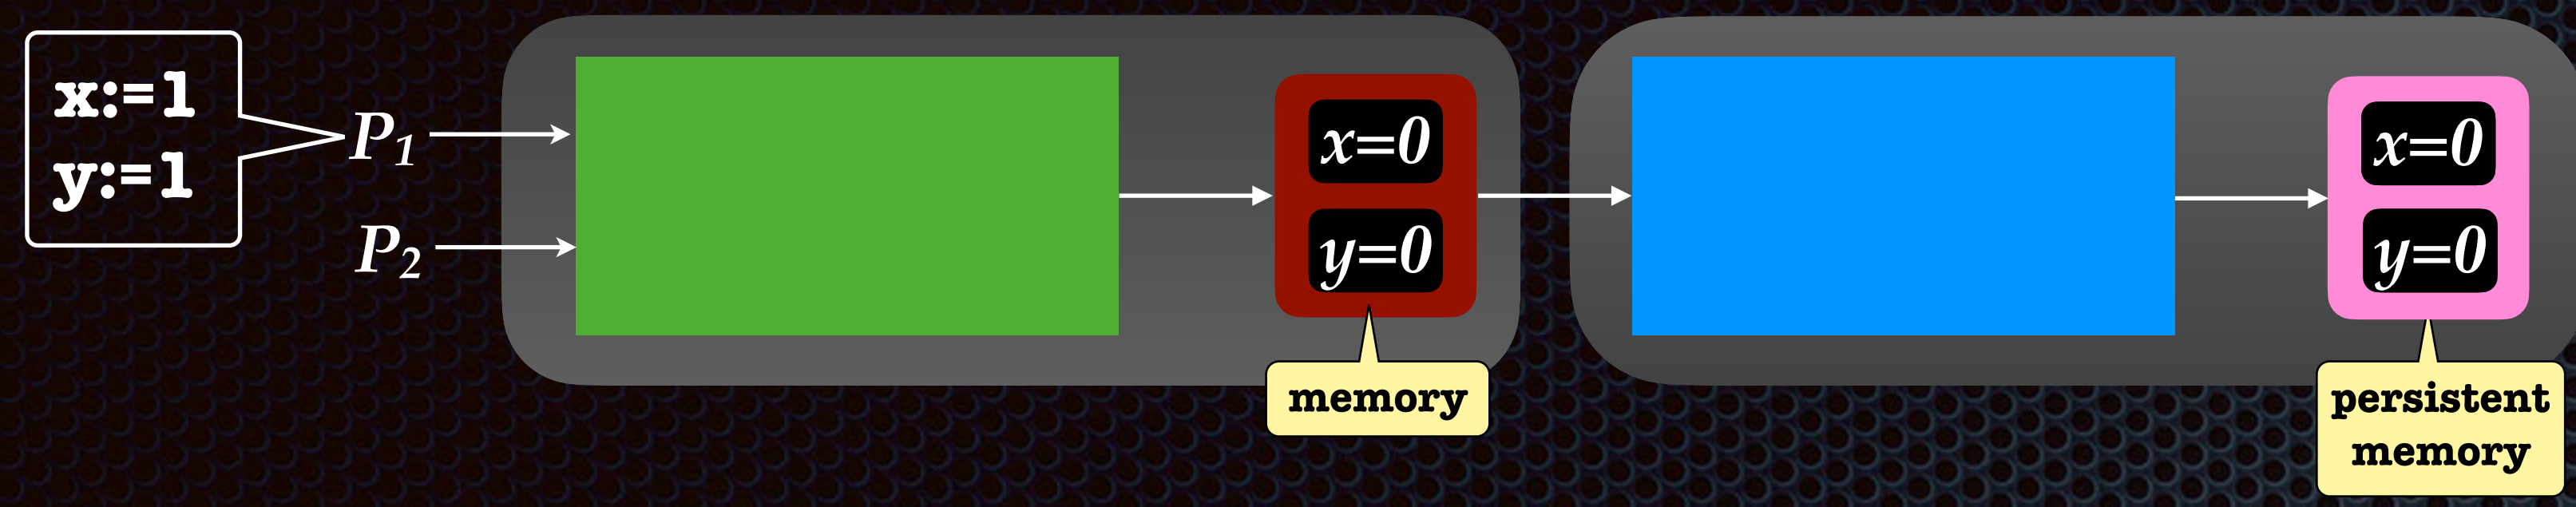 x:=1
y:=1
P1
P2
x=0
y=0
memory
x=0
y=0
persistent
memory